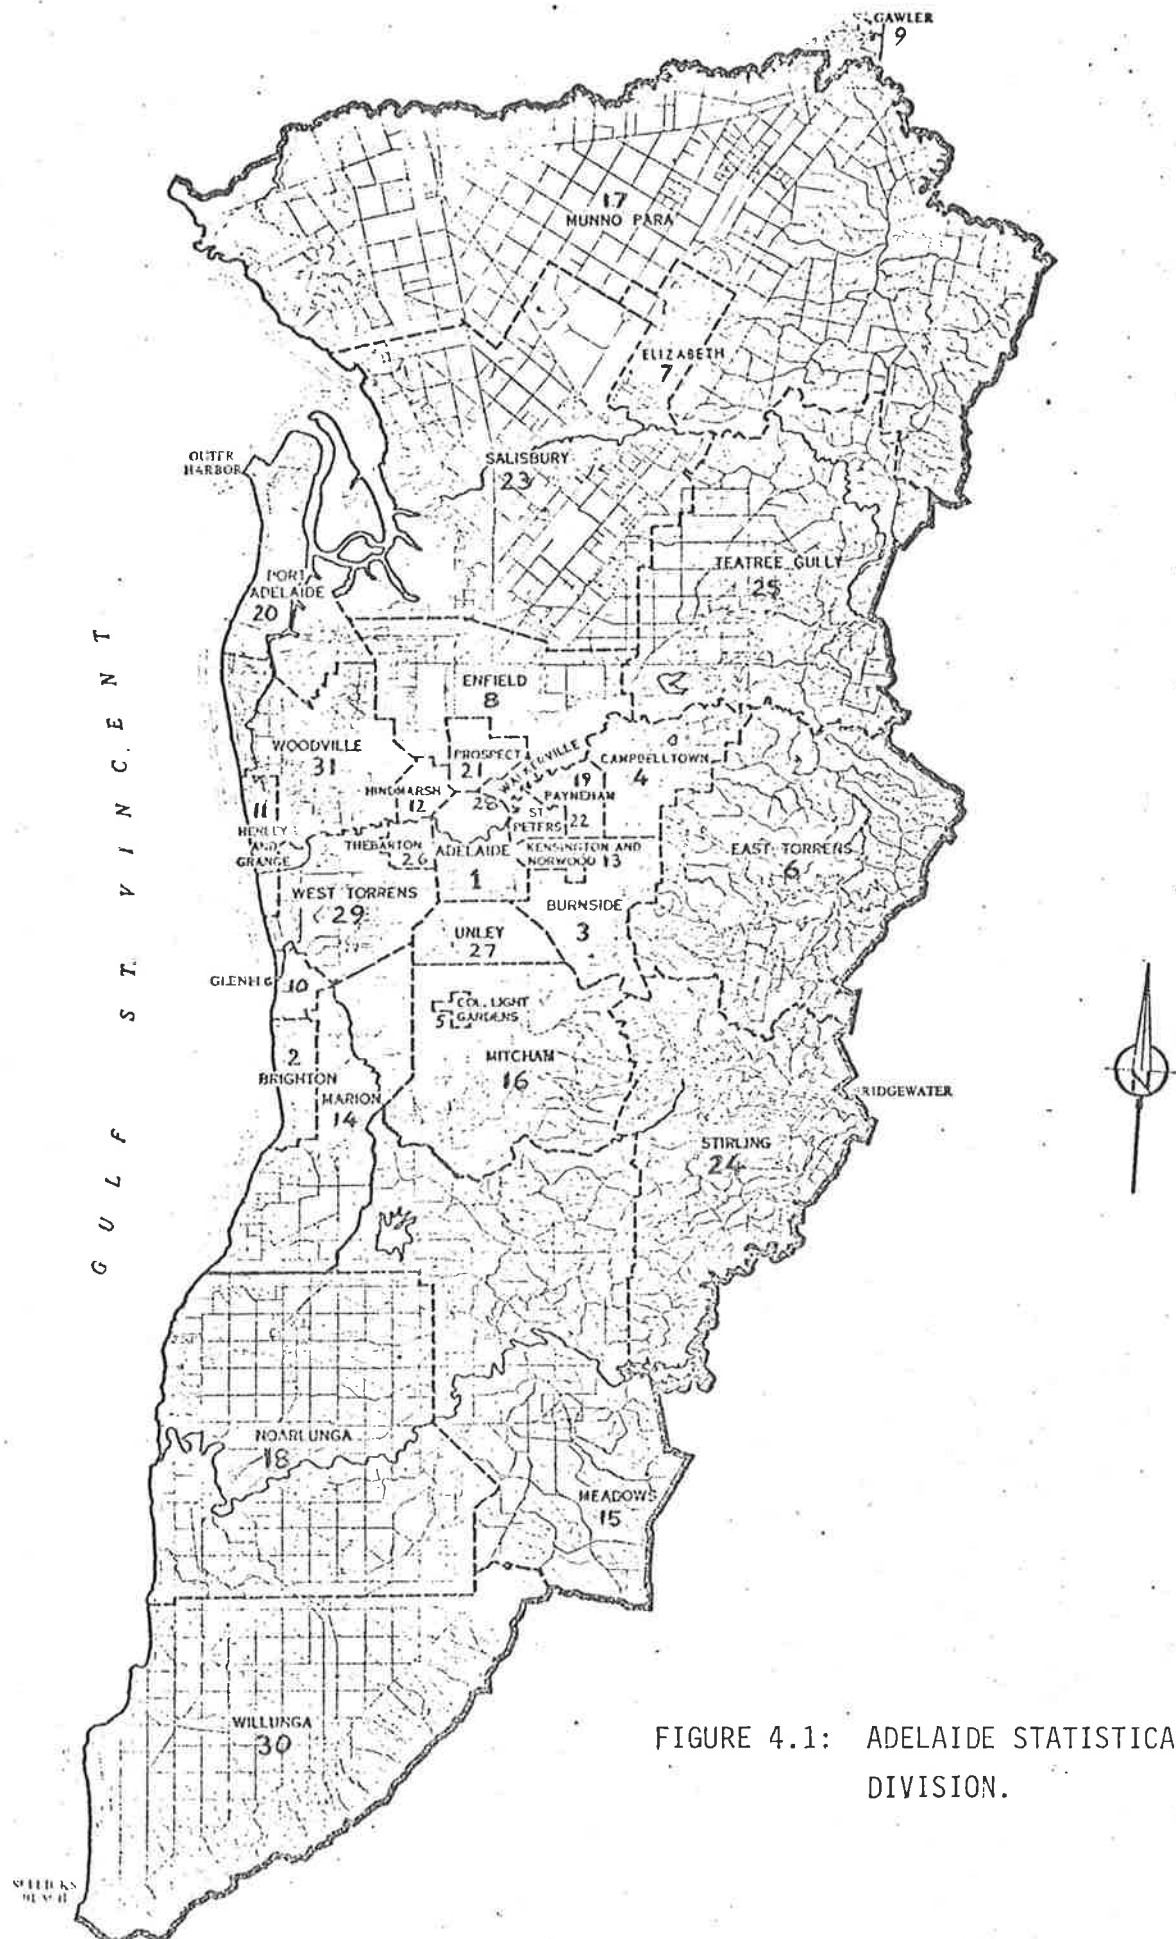 GAWLER
9
17
MUNNO PARA
ELIZABETH
7
OUTER
HARBOR
SALISBURY
23
TEATREE GULLY
25
PORT
ADELAIDE
20
ENFIELD
8
WOODVILLE
31
PROSPECT
21
WALKERVILLE
28
CAMPBELLTOWN
4
19
PAYNEHAM
HINDMARSH
12
11
HENLEY
AND
GRANGE
ST.
PETERS
22
THEBARTON
26
ADELAIDE
1
KENSINGTON AND
NORWOOD 13
EAST TORRENS
6
WEST TORRENS
29
BURNSIDE
3
UNLEY
27
GLENELG
10
COL. LIGHT
GARDENS
5
2
BRIGHTON
MITCHAM
16
MARION
14
RIDGEWATER
STIRLING
24
GULF ST. VINCENT
NOARLUNGA
18
MEADOWS
15
WILLUNGA
30
FIGURE 4.1: ADELAIDE STATISTICA
DIVISION.